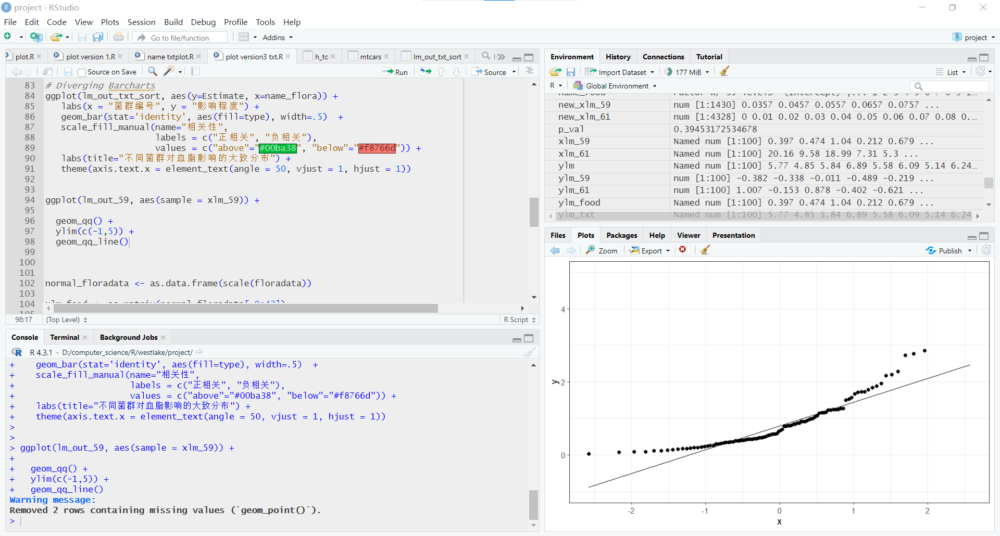 project - RStudio
File Edit Code View Plots Session Build Debug Profile Tools Help
Go to file/function Addins project
plot.R plot version 1.R name txtplot.R plot version3 txt.R h_tc mtcars lm_out_txt_sort
Source on Save Run Source
83 # Diverging Barcharts
84 ggplot(lm_out_txt_sort, aes(y=Estimate, x=name_flora)) +
85 labs(x = "菌群编号", y = "影响程度") +
86 geom_bar(stat='identity', aes(fill=type), width=.5) +
87 scale_fill_manual(name="相关性",
88 labels = c("正相关", "负相关"),
89 values = c("above"="#00ba38", "below"="#f8766d")) +
90 labs(title="不同菌群对血脂影响的大致分布") +
91 theme(axis.text.x = element_text(angle = 50, vjust = 1, hjust = 1))
92
93
94 ggplot(lm_out_59, aes(sample = xlm_59)) +
95
96 geom_qq() +
97 ylim(c(-1,5)) +
98 geom_qq_line()
99
100
101
102 normal_floradata <- as.data.frame(scale(floradata))
103
104
98:17 (Top Level) R Script
Console Terminal Background Jobs
R 4.3.1 · D:/computer_science/R/westlake/project/
+ geom_bar(stat='identity', aes(fill=type), width=.5) +
+ scale_fill_manual(name="相关性",
+ labels = c("正相关", "负相关"),
+ values = c("above"="#00ba38", "below"="#f8766d")) +
+ labs(title="不同菌群对血脂影响的大致分布") +
+ theme(axis.text.x = element_text(angle = 50, vjust = 1, hjust = 1))
>
>
> ggplot(lm_out_59, aes(sample = xlm_59)) +
+
+ geom_qq() +
+ ylim(c(-1,5)) +
+ geom_qq_line()
Warning message:
Removed 2 rows containing missing values (`geom_point()`).
>
Environment History Connections Tutorial
Import Dataset 177 MiB List
R Global Environment
new_xlm_59 num [1:1430] 0.0357 0.0457 0.0557 0.0657 0.0757 ...
new_xlm_61 num [1:4328] 0 0.01 0.02 0.03 0.04 0.05 0.06 0.07 0.08 0...
p_val 0.39453172534678
xlm_59 Named num [1:100] 0.397 0.474 1.04 0.212 0.679 ...
xlm_61 Named num [1:100] 20.16 9.58 18.99 7.31 5.3 ...
ylm Named num [1:100] 5.77 4.85 5.84 6.89 5.58 6.09 5.14 6.24...
ylm_59 num [1:100] -0.382 -0.338 -0.011 -0.489 -0.219 ...
ylm_61 num [1:100] 1.007 -0.153 0.878 -0.402 -0.621 ...
ylm_food Named num [1:100] 0.397 0.474 1.04 0.212 0.679 ...
ylm_txt Named num [1:100] 5.77 4.85 5.84 6.89 5.58 6.09 5.14 6.24...
Files Plots Packages Help Viewer Presentation
Zoom Export Publish
4
2
0
y
-2 -1 0 1 2
x